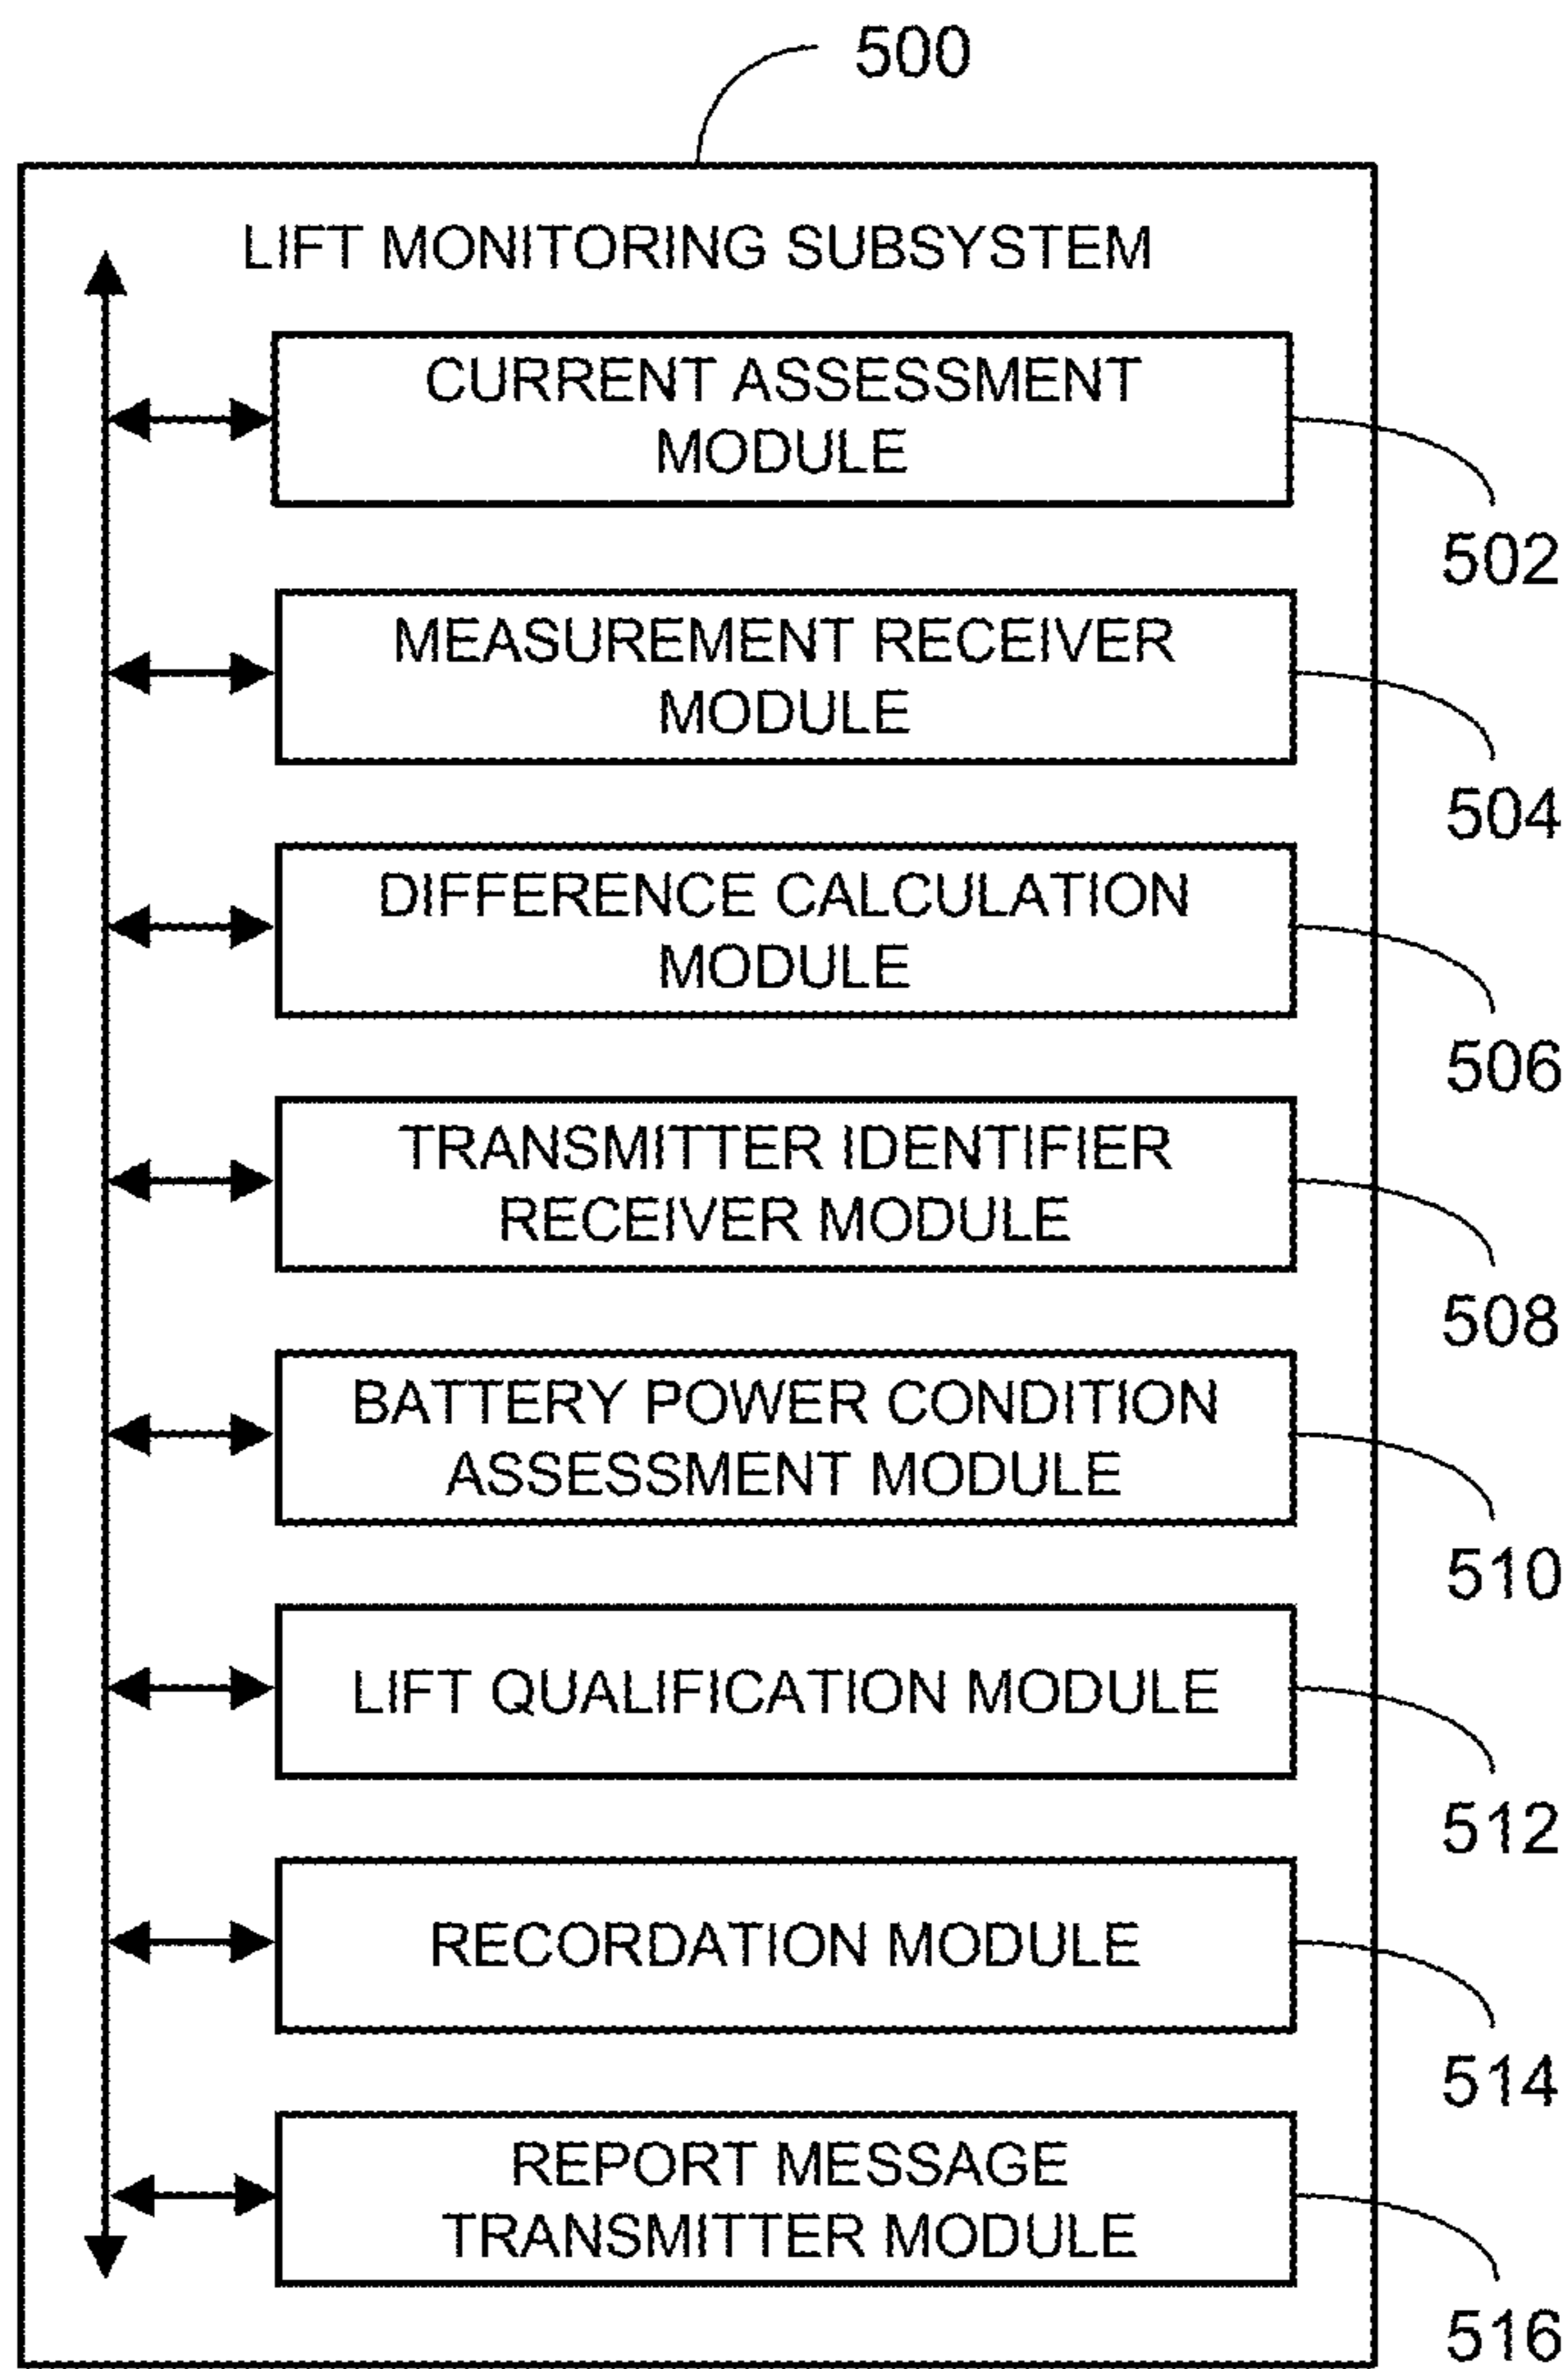 500
LIFT MONITORING SUBSYSTEM
CURRENT ASSESSMENT
MODULE
502
MEASUREMENT RECEIVER
MODULE
504
DIFFERENCE CALCULATION
MODULE
506
TRANSMITTER IDENTIFIER
RECEIVER MODULE
508
BATTERY POWER CONDITION
ASSESSMENT MODULE
510
LIFT QUALIFICATION MODULE
512
RECORDATION MODULE
514
REPORT MESSAGE
TRANSMITTER MODULE
516